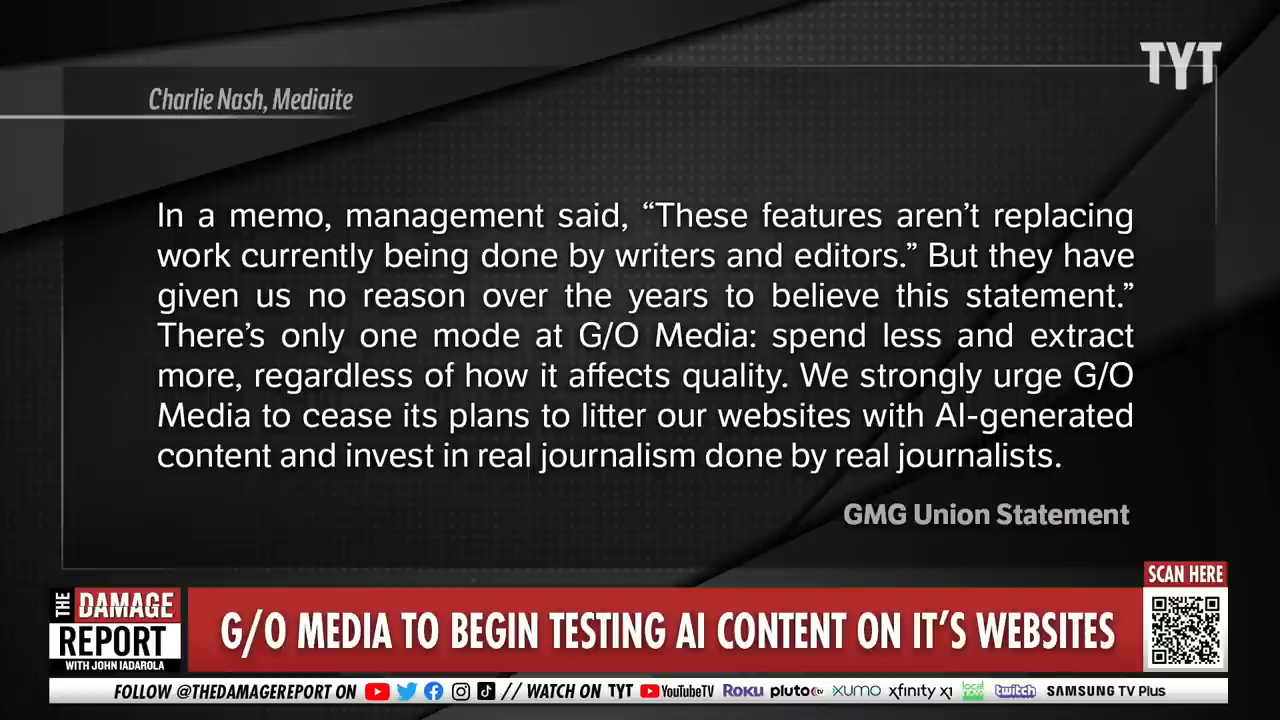 TYT
Charlie Nash, Mediaite
In a memo, management said, “These features aren’t replacing
work currently being done by writers and editors.” But they have
given us no reason over the years to believe this statement.”
There’s only one mode at G/O Media: spend less and extract
more, regardless of how it affects quality. We strongly urge G/O
Media to cease its plans to litter our websites with AI-generated
content and invest in real journalism done by real journalists.
GMG Union Statement
SCAN HERE
THE DAMAGE
REPORT
WITH JOHN IADAROLA
G/O MEDIA TO BEGIN TESTING AI CONTENT ON IT’S WEBSITES
FOLLOW @THEDAMAGEREPORT ON // WATCH ON TYT YouTubeTV ROKU pluto tv XUMO xfinity x1 local now twitch SAMSUNG TV Plus